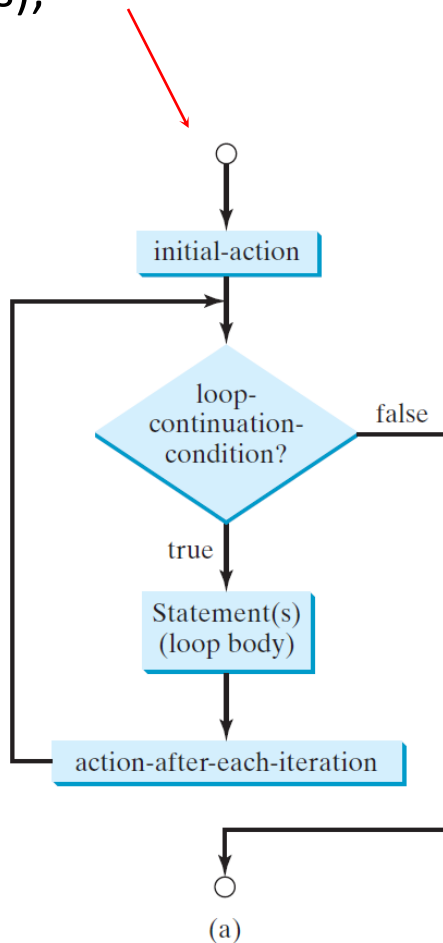 s);
initial-action
loop-
continuation-
condition?
false
true
Statement(s)
(loop body)
action-after-each-iteration
(a)